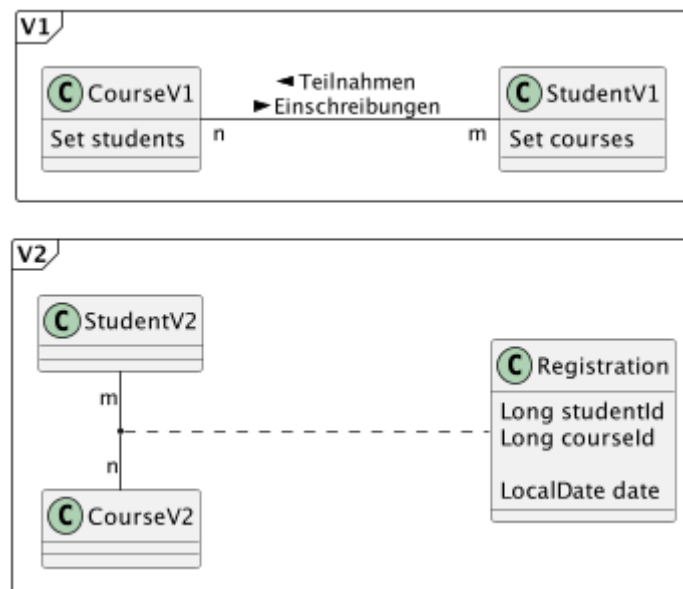 V1
C CourseV1
Set students
◄ Teilnahmen
► Einschreibungen
n
m
C StudentV1
Set courses
V2
C StudentV2
m
n
C CourseV2
C Registration
Long studentId
Long courseId
LocalDate date